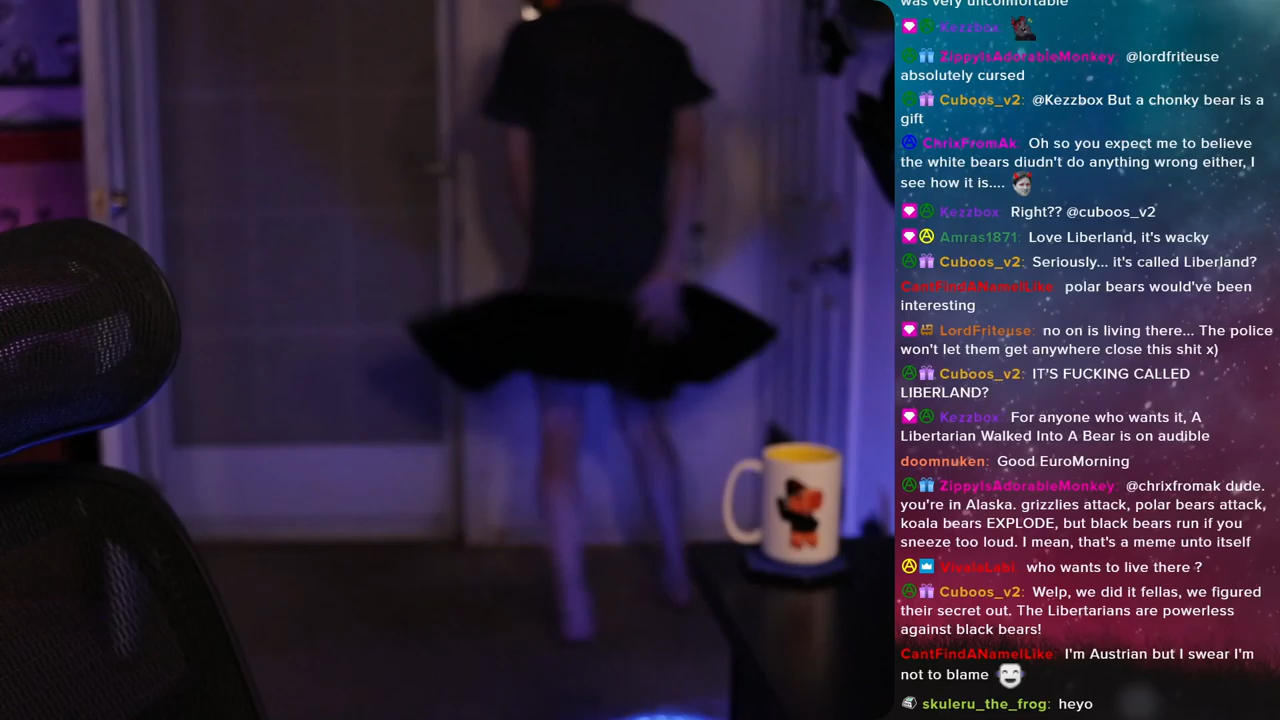 was very uncomfortable
Kezzbox
ZippyIsAdorableMonkey: @lordfriteuse
absolutely cursed
Cuboos_v2: @Kezzbox But a chonky bear is a
gift
ChrixFromAk: Oh so you expect me to believe
the white bears diudn't do anything wrong either, I
see how it is....
Kezzbox Right?? @cuboos_v2
Amras1871: Love Liberland, it's wacky
Cuboos_v2: Seriously... it's called Liberland?
CantFindANameILike polar bears would've been
interesting
LordFriteuse: no on is living there... The police
won't let them get anywhere close this shit x)
Cuboos_v2: IT'S FUCKING CALLED
LIBERLAND?
Kezzbox For anyone who wants it, A
Libertarian Walked Into A Bear is on audible
doomnuken: Good EuroMorning
ZippyIsAdorableMonkey: @chrixfromak dude.
you're in Alaska. grizzlies attack, polar bears attack,
koala bears EXPLODE, but black bears run if you
sneeze too loud. I mean, that's a meme unto itself
VivalaLabi who wants to live there ?
Cuboos_v2: Welp, we did it fellas, we figured
their secret out. The Libertarians are powerless
against black bears!
CantFindANameILike: I'm Austrian but I swear I'm
not to blame
skuleru_the_frog: heyo